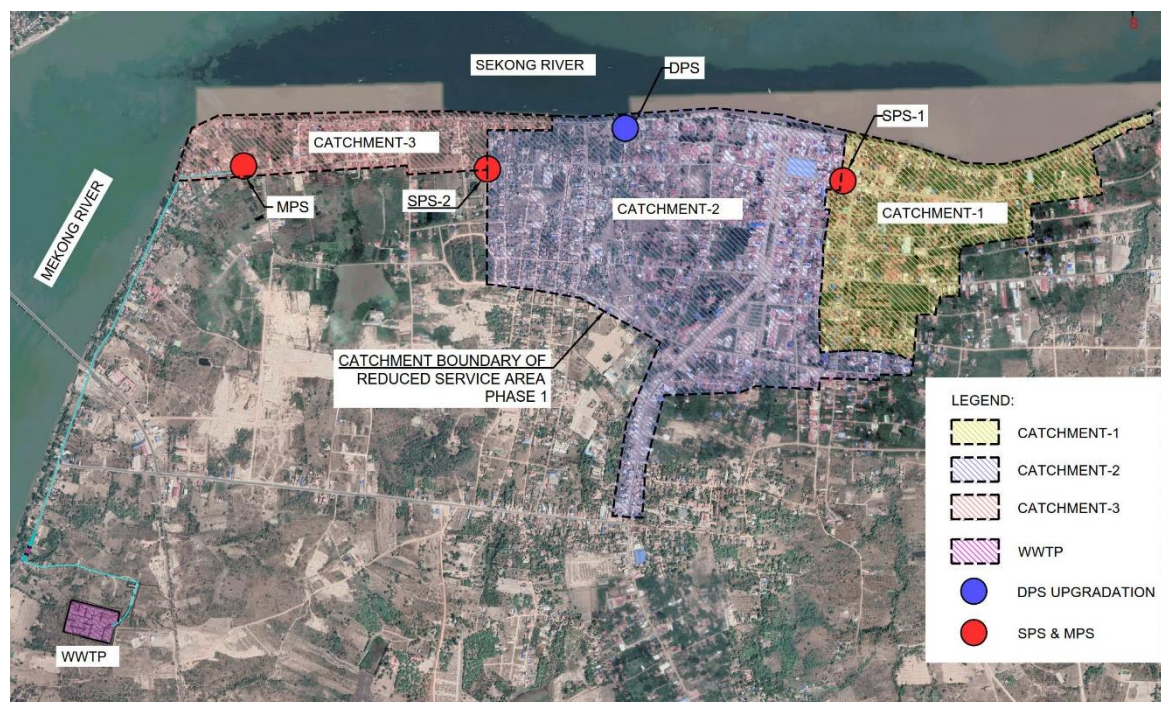 SEKONG RIVER
DPS
SPS-1
CATCHMENT-3
MPS
SPS-2
CATCHMENT-2
CATCHMENT-1
MEKONG RIVER
CATCHMENT BOUNDARY OF
REDUCED SERVICE AREA
PHASE 1
LEGEND:
CATCHMENT-1
CATCHMENT-2
CATCHMENT-3
WWTP
DPS UPGRADATION
SPS & MPS
WWTP